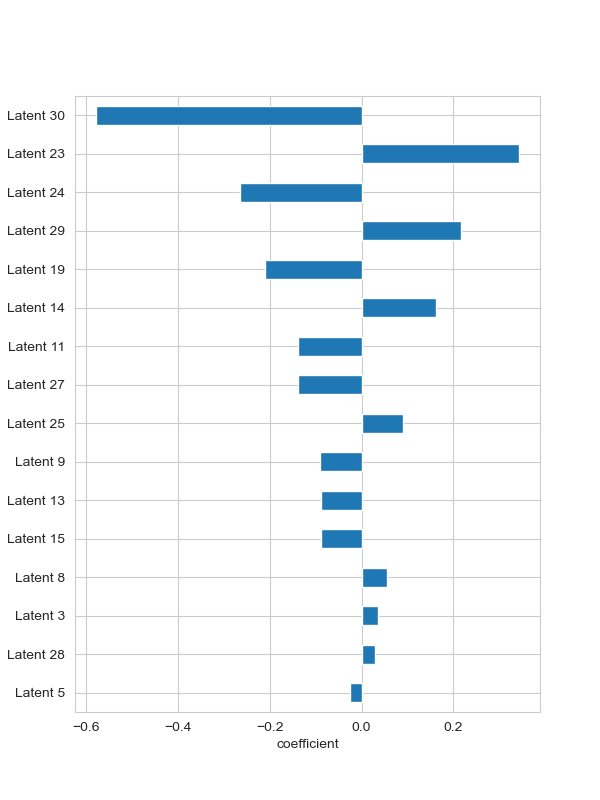 Latent 30
Latent 23
Latent 24
Latent 29
Latent 19
Latent 14
Latent 11
Latent 27
Latent 25
Latent 9
Latent 13
Latent 15
Latent 8
Latent 3
Latent 28
Latent 5
−0.6 −0.4 −0.2 0.0 0.2
coefficient